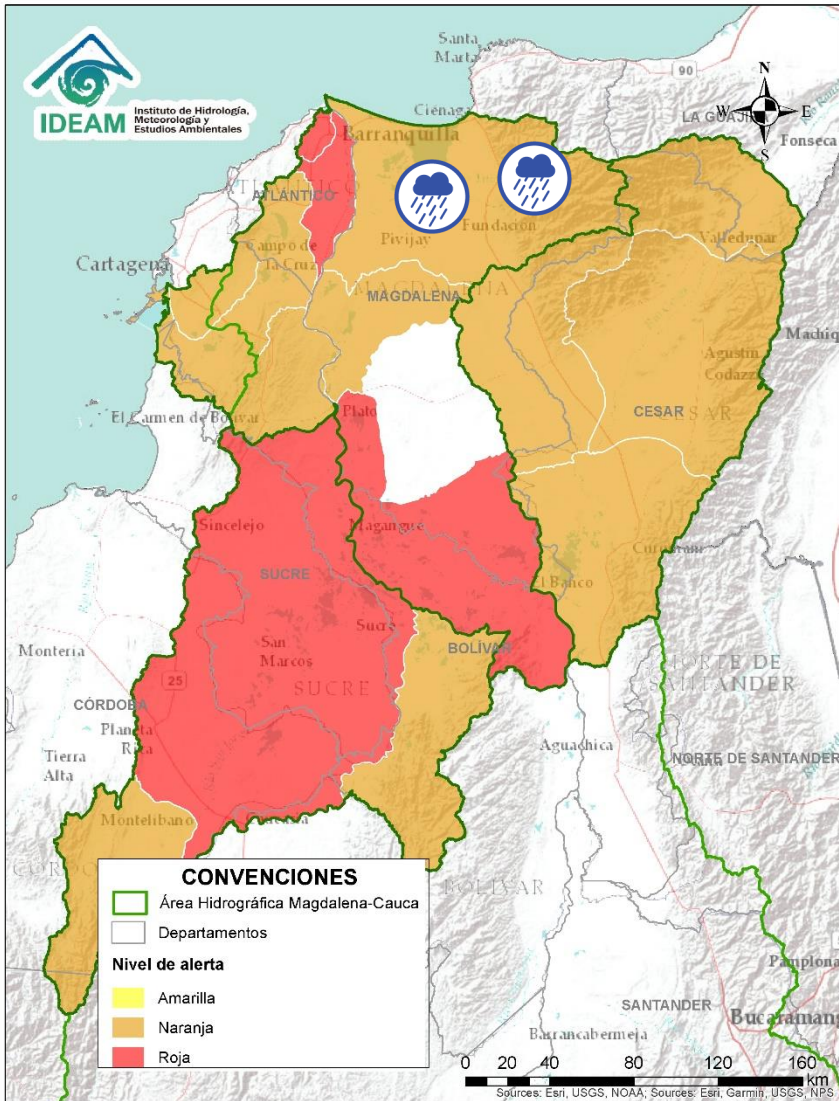 IDEAM
Instituto de Hidrología,
Meteorología y
Estudios Ambientales
Santa
Marta
90
N
W E
S
Ciénaga
LA GUAJIRA
Fonseca
Barranquilla
ATLÁNTICO
Pivijay
Fundación
Valledupar
Campo de
la Cruz
Cartagena
MAGDALENA
MAGDALENA
Agustín
Codazzi
El Carmen de Bolívar
Plato
CESAR
CESAR
Sincelejo
Magangué
SUCRE
El Banco
Sucre
San
Marcos
BOLÍVAR
Montería
25
SUCRE
NORTE DE
SANTANDER
CÓRDOBA
Planeta
Rica
Aguachica
NORTE DE SANTANDER
Tierra
Alta
Montelíbano
BOLÍVAR
CONVENCIONES
Área Hidrográfica Magdalena-Cauca
Departamentos
Nivel de alerta
Amarilla
Naranja
Roja
Pamplona
SANTANDER
Bucaramang
Barrancabermeja
0 20 40 80 120 160
km
Sources: Esri, USGS, NOAA; Sources: Esri, Garmin, USGS, NPS